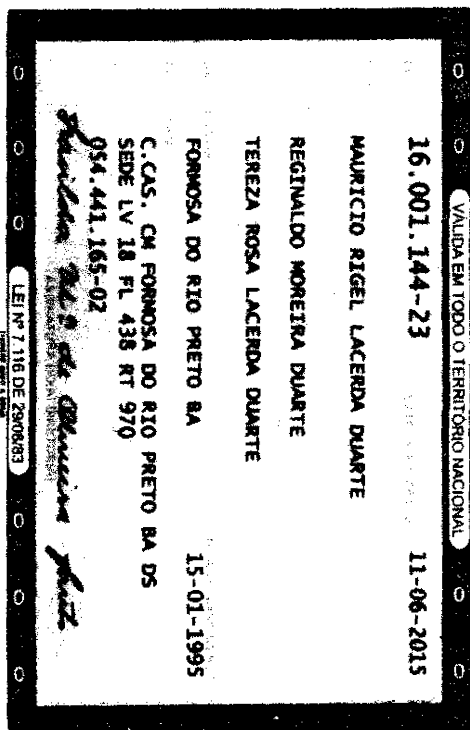 VÁLIDA EM TODO O TERRITÓRIO NACIONAL
16.001.144-23 11-06-2015
MAURICIO RIGEL LACERDA DUARTE
REGINALDO MOREIRA DUARTE
TEREZA ROSA LACERDA DUARTE
FORMOSA DO RIO PRETO BA 15-01-1995
C.CAS. CM FORMOSA DO RIO PRETO BA DS
SEDE LV 18 FL 438 RT 970
054.441.165-02
LEI Nº 7.116 DE 29/08/83